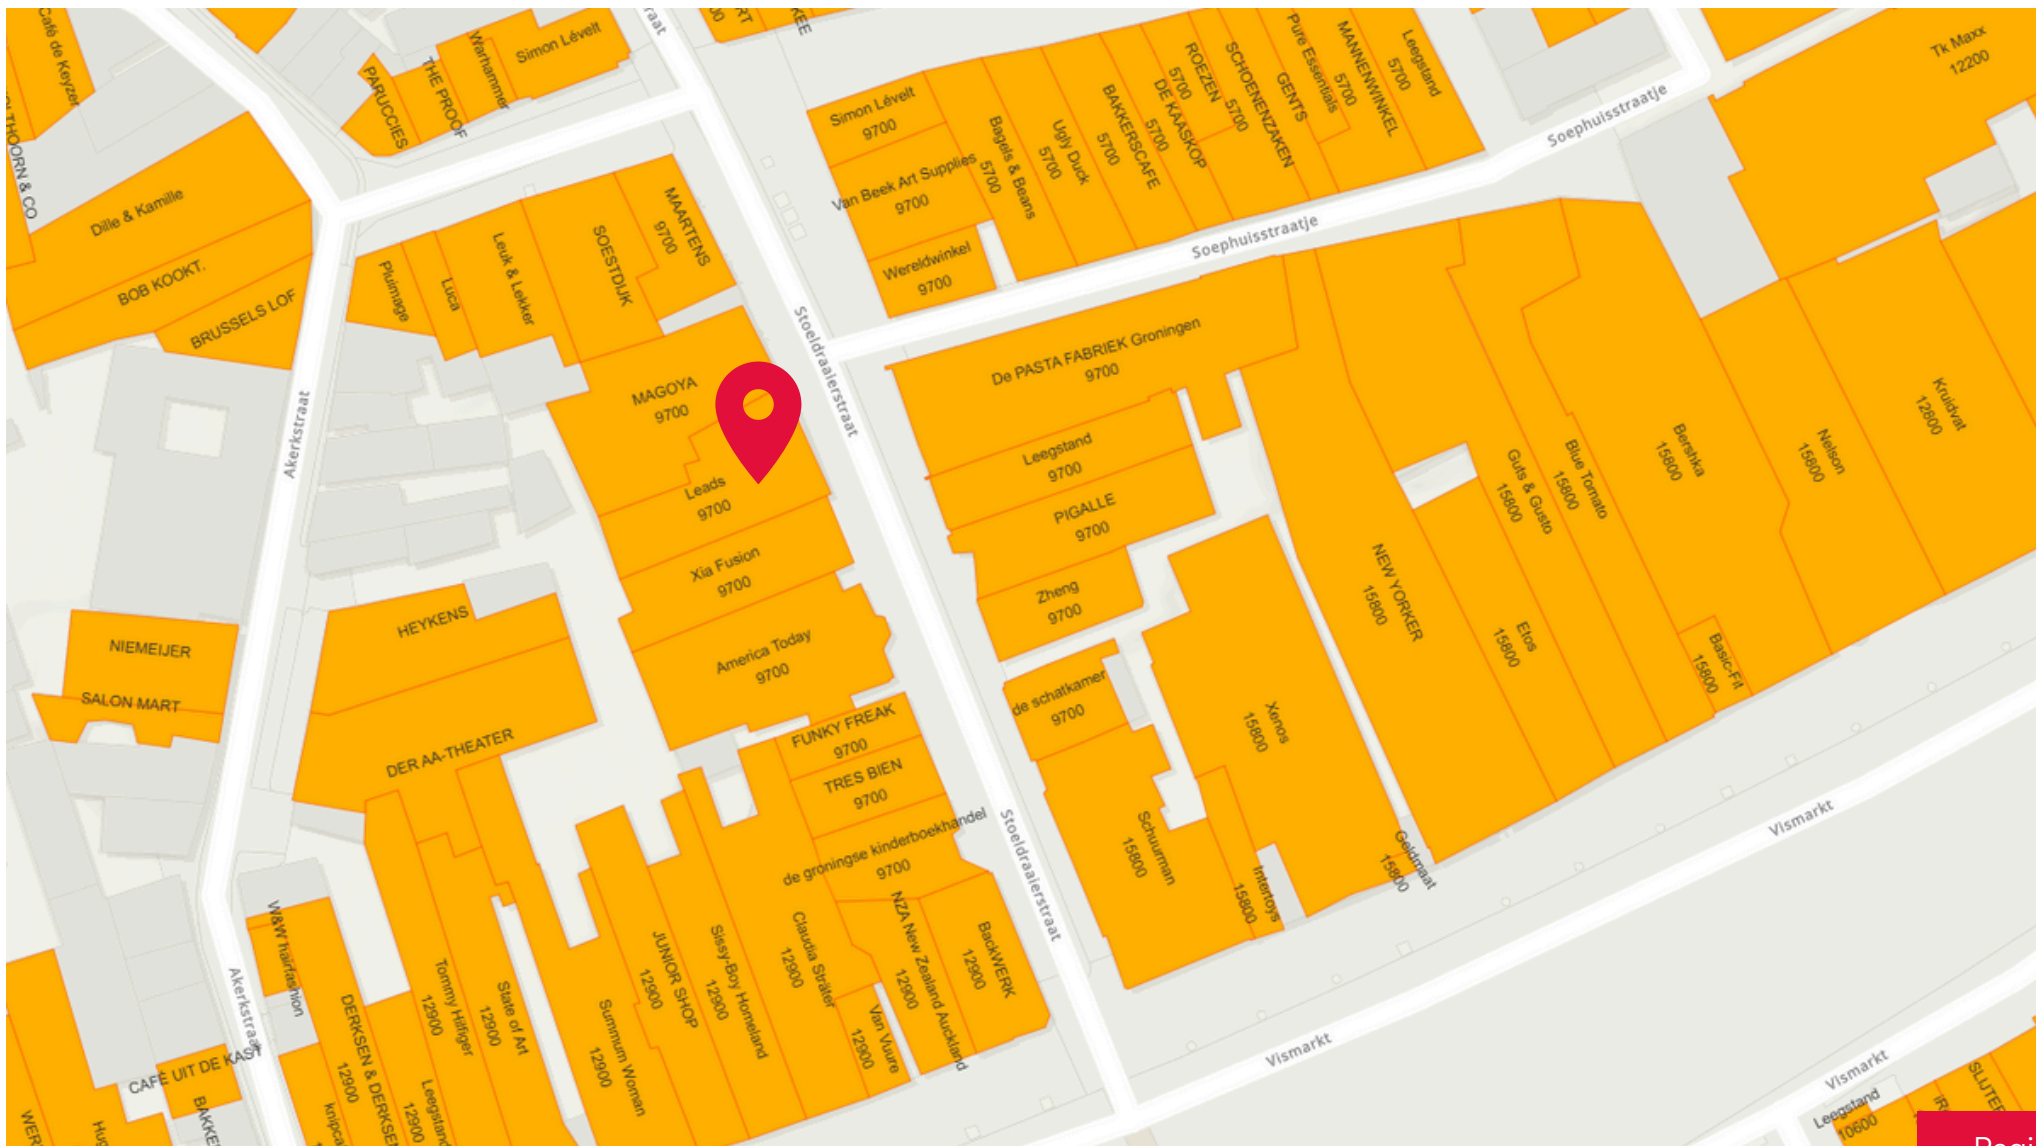 Café de Keyzer
PARUCCIES
THE PROOF
Warhammer
Simon Lévelt
Dille & Kamille
BOB KOOKT.
BRUSSELS LOF
Pluimage
Luca
Leuk & Lekker
SOESTDIJK
MAARTENS
9700
Simon Lévelt
9700
Van Beek Art Supplies
9700
Wereldwinkel
9700
Bagels & Beans
5700
Ugly Duck
5700
BAKKERSCAFE
5700
DE KAASKOP
5700
ROEZEN
5700
SCHOENENZAKEN
5700
GENTS
Pure Essentials
MANNENWINKEL
5700
Leegstand
5700
Tk Maxx
12200
Soephuisstraatje
Soephuisstraatje
Stoeldraaierstraat
Akerkstraat
MAGOYA
9700
Leads
9700
Xia Fusion
9700
America Today
9700
De PASTA FABRIEK Groningen
9700
Leegstand
9700
PIGALLE
9700
Zheng
9700
de schatkamer
9700
NEW YORKER
15800
Etos
15800
Guts & Gusto
15800
Blue Tomato
15800
Bershka
15800
Basic-Fit
15800
Nelson
15800
Kruidvat
12800
Xenos
15800
Schuurman
15800
Intertoys
15800
Geldmaat
15800
NIEMEIJER
SALON MART
HEYKENS
DER AA-THEATER
FUNKY FREAK
9700
TRES BIEN
9700
de groningse kinderboekhandel
9700
Stoeldraaierstraat
Vismarkt
Vismarkt
Vismarkt
W&W hairfashion
Akerkstraat
CAFÉ UIT DE KAST
DERKSEN & DERKSEN
12900
Tommy Hilfiger
12900
State of Art
12900
Leegstand
12900
Summum Woman
12900
JUNIOR SHOP
12900
Sissy-Boy Homeland
12900
Claudia Sträter
12900
Van Vuure
12900
NZA New Zealand Auckland
12900
BackWERK
12900
Leegstand
10600